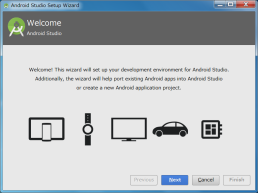 Android Studio Setup Wizard
Welcome
Android Studio
Welcome! This wizard will set up your development environment for Android Studio.
Additionally, the wizard will help port existing Android apps into Android Studio
or create a new Android application project.
Previous Next Cancel Finish